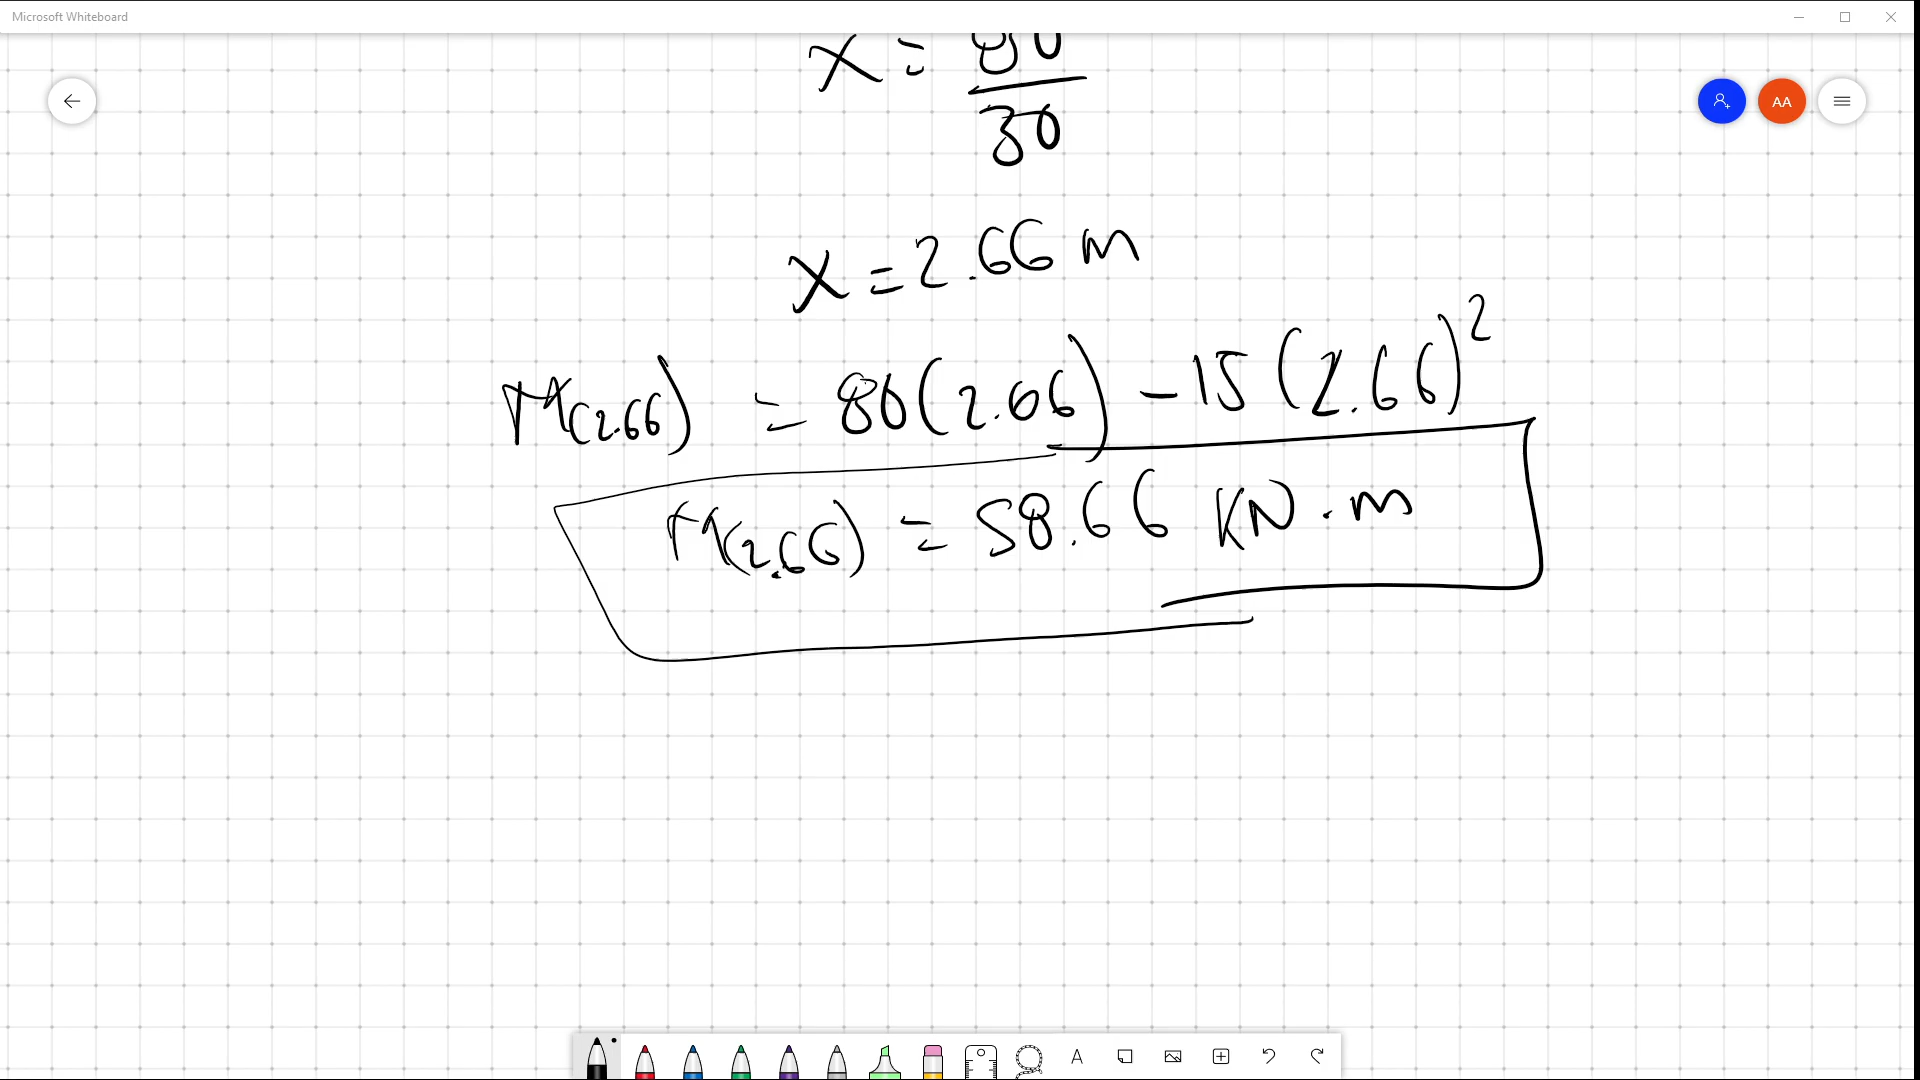 Microsoft Whiteboard
AA
x = 80
30
x = 2.66 m
M(2.66) = 80(2.66) - 15(2.66)²
M(2.66) = 58.66 KN.m
A